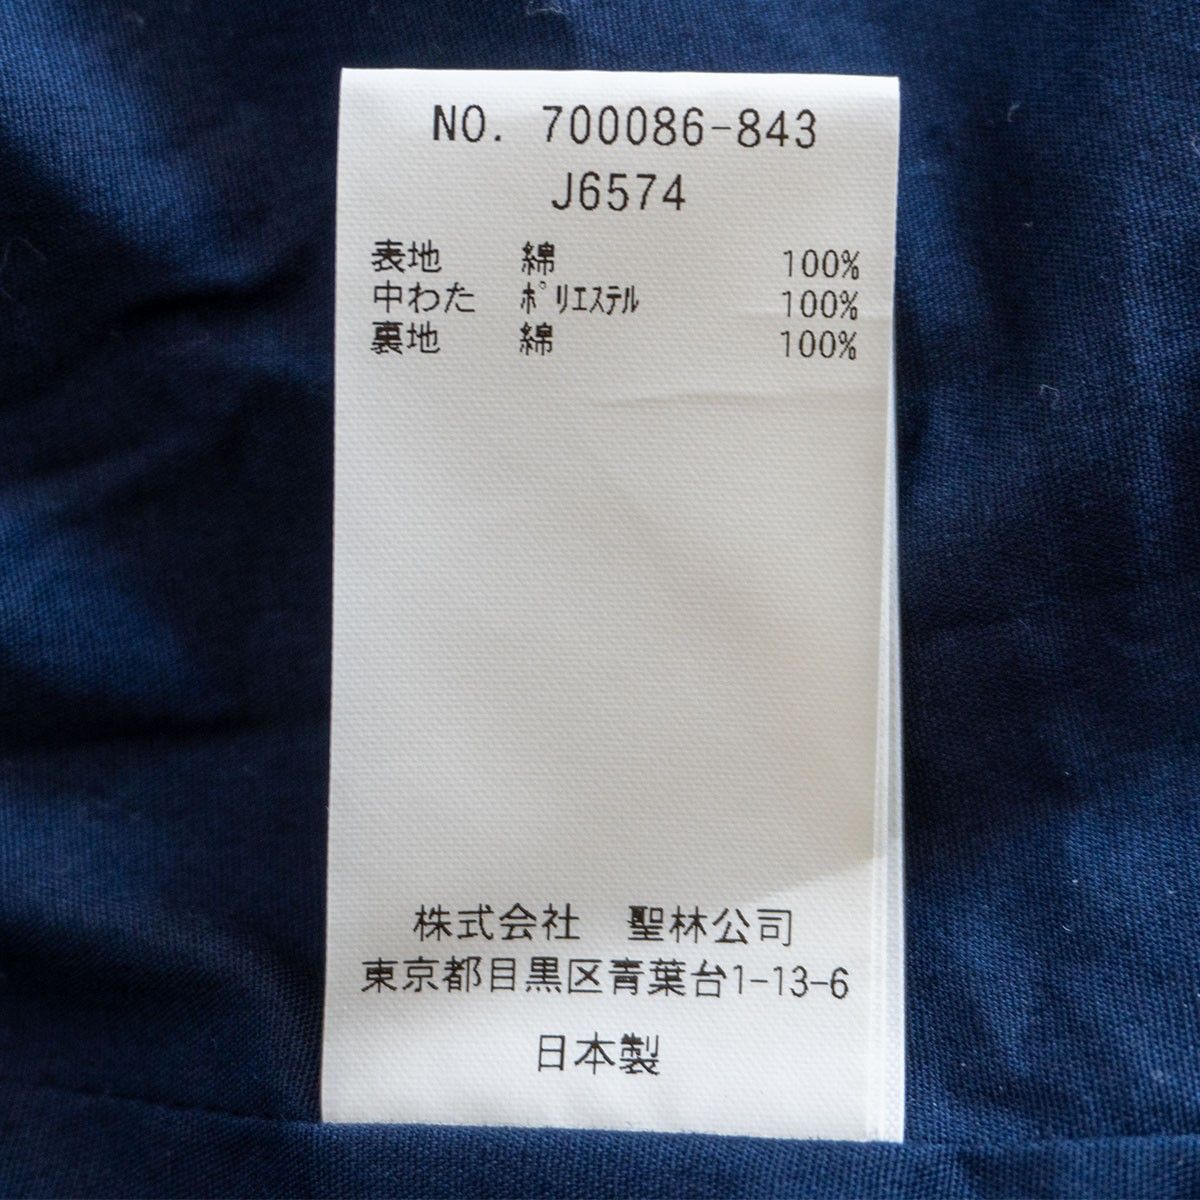 NO. 700086-843
J6574
表地 綿 100%
中わた ﾎﾟﾘｴｽﾃﾙ 100%
裏地 綿 100%
株式会社 聖林公司
東京都目黒区青葉台1-13-6
日本製